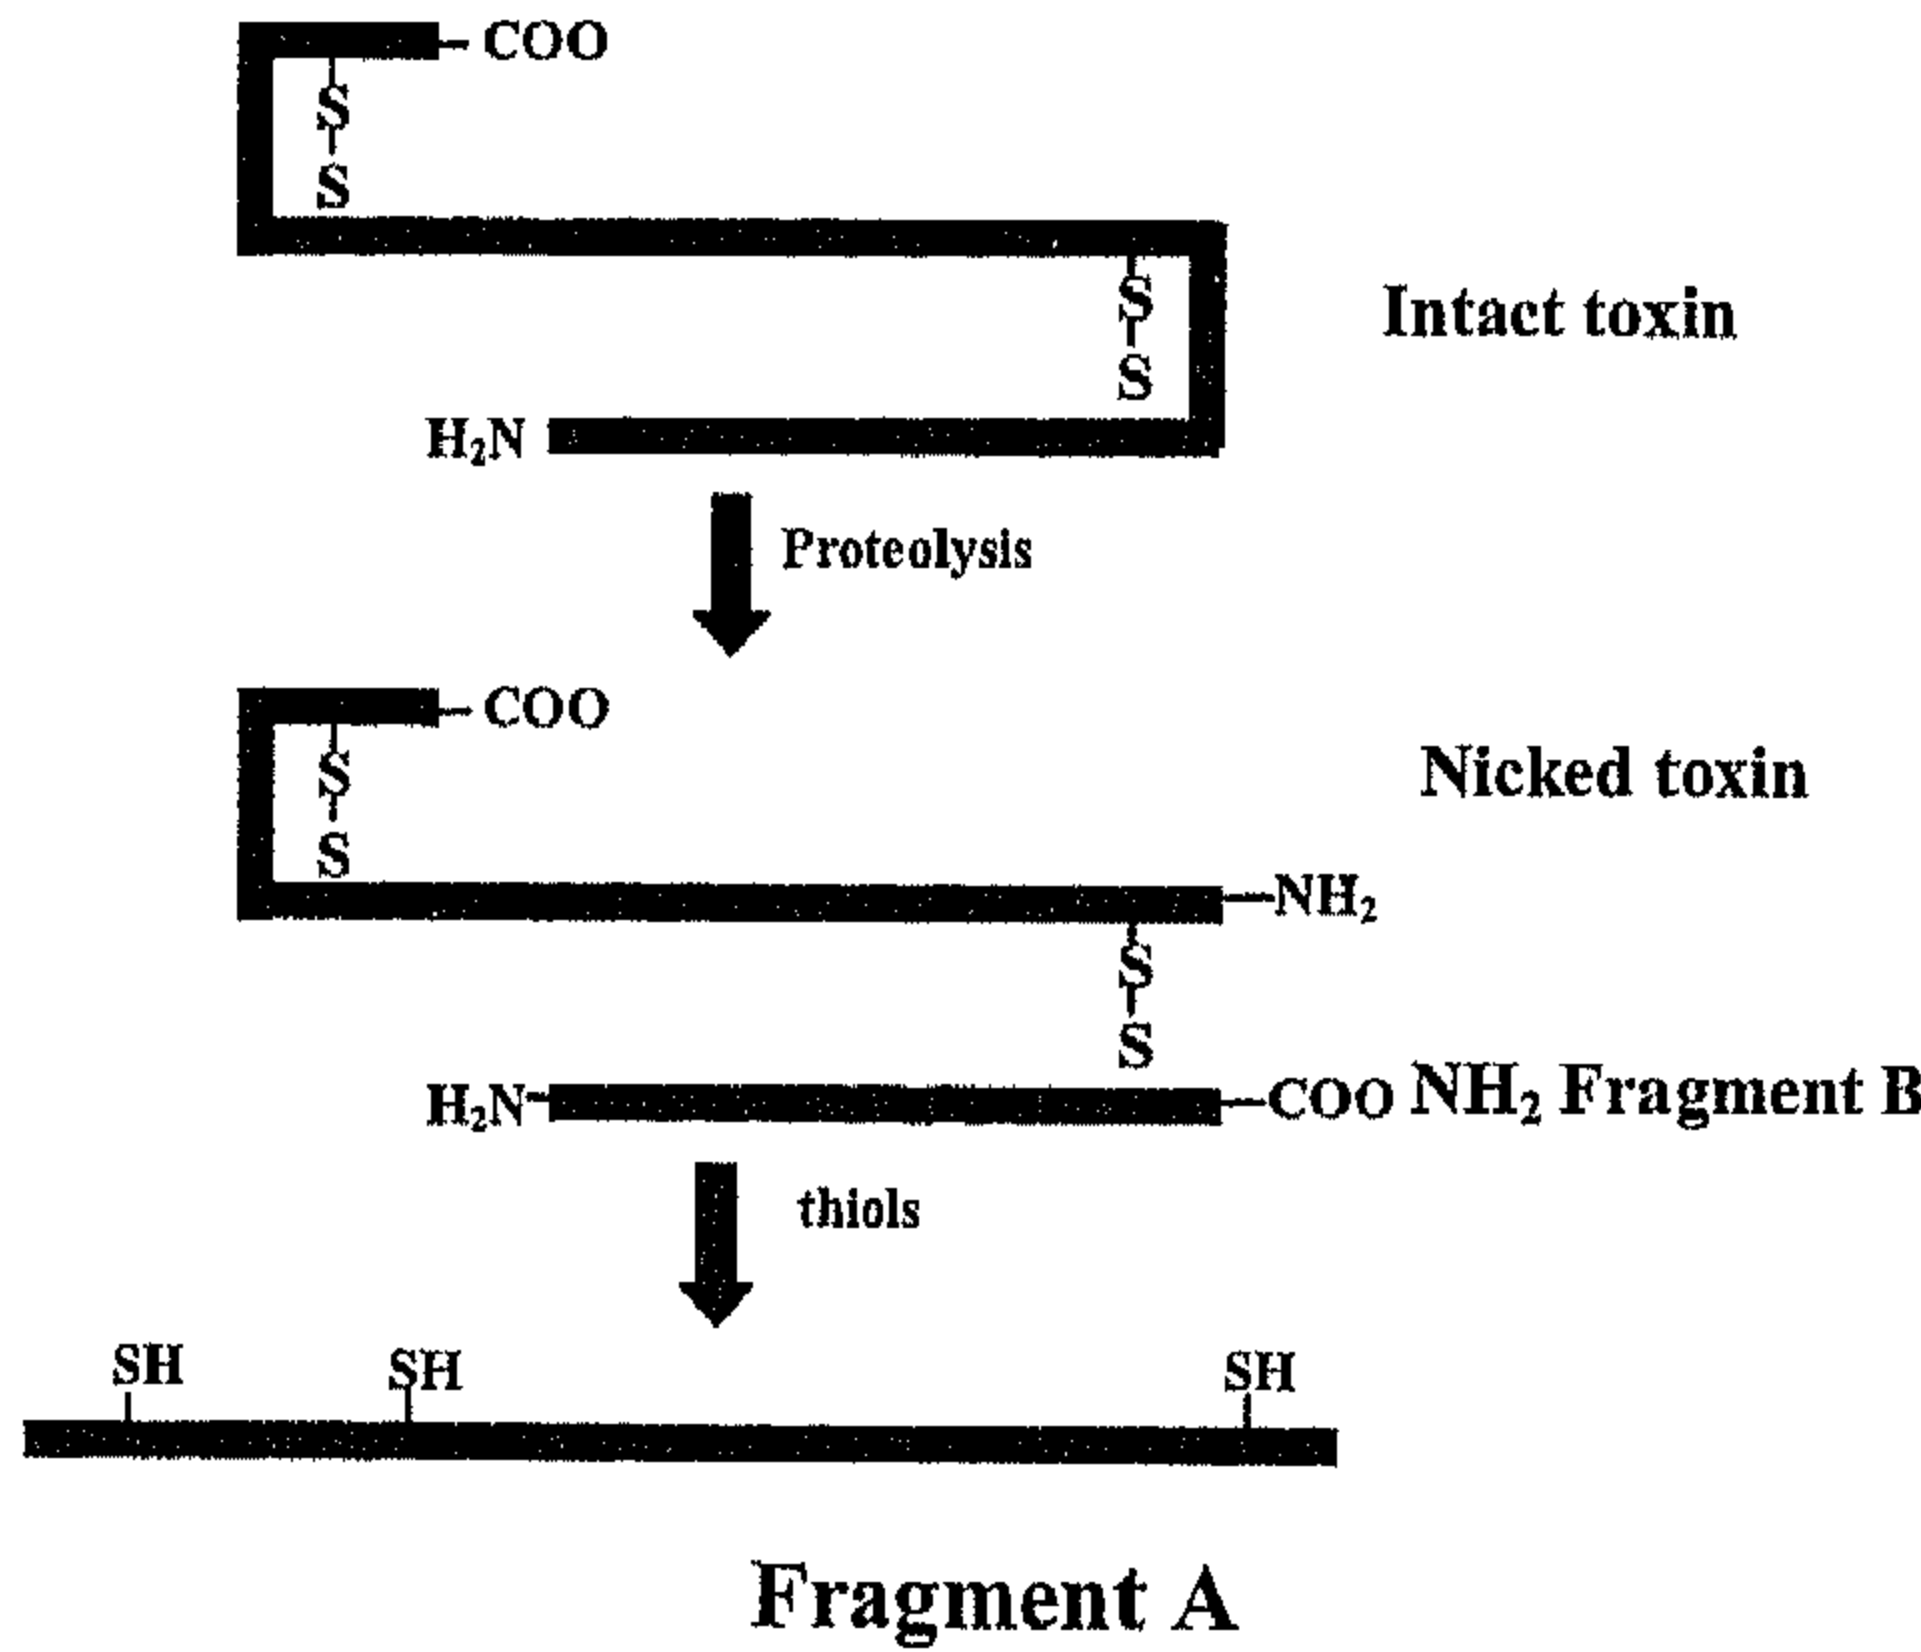 COO
S
S
S
S
Intact toxin
H₂N
Proteolysis
COO
S
S
Nicked toxin
NH₂
S
S
H₂N
COO NH₂ Fragment B
thiols
SH SH SH
Fragment A